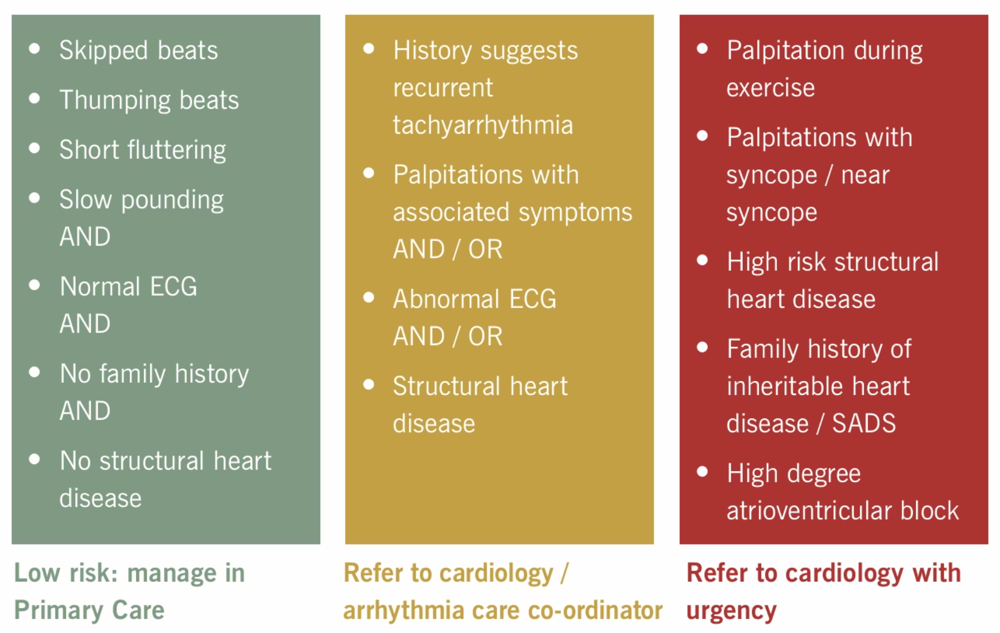 Skipped beats
Thumping beats
Short fluttering
Slow pounding
AND
Normal ECG
AND
No family history
AND
No structural heart
disease
Low risk: manage in
Primary Care
History suggests
recurrent
tachyarrhythmia
Palpitations with
associated symptoms
AND / OR
Abnormal ECG
AND / OR
Structural heart
disease
Refer to cardiology /
arrhythmia care co-ordinator
Palpitation during
exercise
Palpitations with
syncope / near
syncope
High risk structural
heart disease
Family history of
inheritable heart
disease / SADS
High degree
atrioventricular block
Refer to cardiology with
urgency